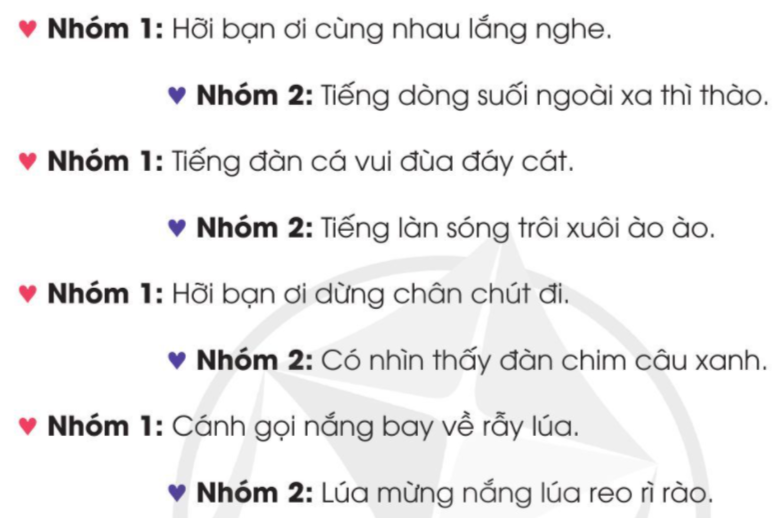 ♥ Nhóm 1: Hỡi bạn ơi cùng nhau lắng nghe.
♥ Nhóm 2: Tiếng dòng suối ngoài xa thì thào.
♥ Nhóm 1: Tiếng đàn cá vui đùa đáy cát.
♥ Nhóm 2: Tiếng làn sóng trôi xuôi ào ào.
♥ Nhóm 1: Hỡi bạn ơi dừng chân chút đi.
♥ Nhóm 2: Có nhìn thấy đàn chim câu xanh.
♥ Nhóm 1: Cánh gọi nắng bay về rẫy lúa.
♥ Nhóm 2: Lúa mừng nắng lúa reo rì rào.